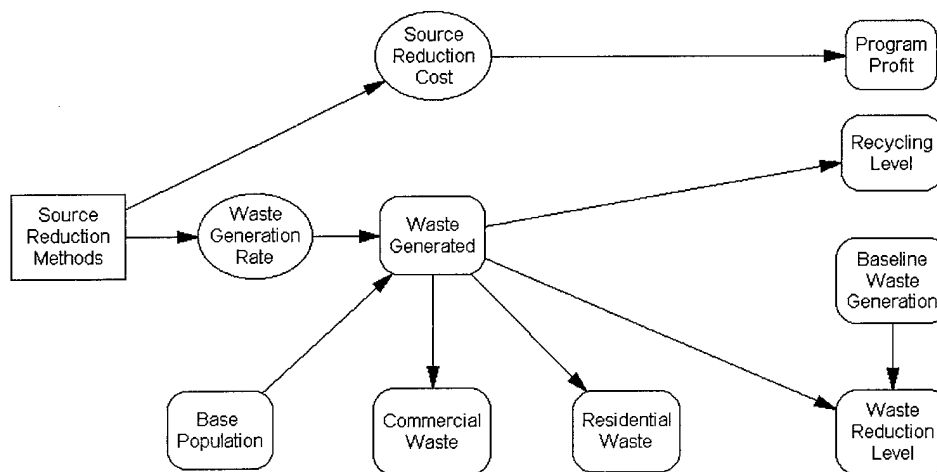 Source
Reduction
Cost
Program
Profit
Recycling
Level
Source
Reduction
Methods
Waste
Generation
Rate
Waste
Generated
Baseline
Waste
Generation
Base
Population
Commercial
Waste
Residential
Waste
Waste
Reduction
Level